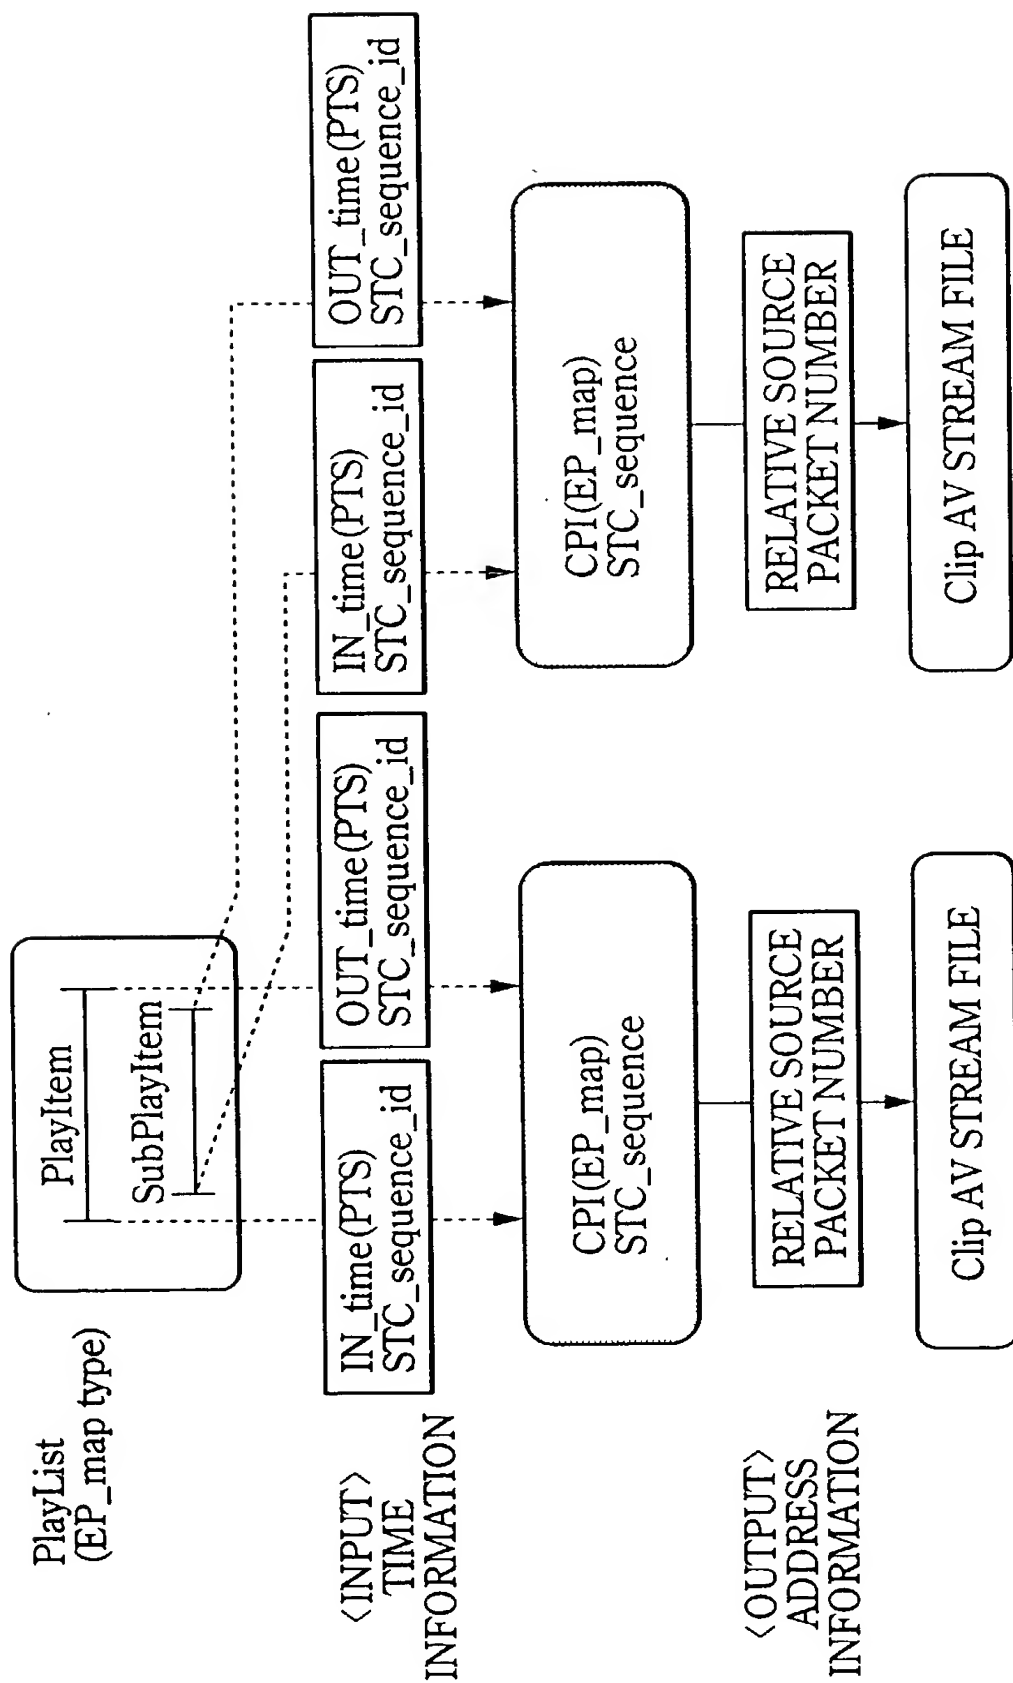 PlayList
(EP_map type)
PlayItem
SubPlayItem
<INPUT>
TIME
INFORMATION
IN_time(PTS)
STC_sequence_id
OUT_time(PTS)
STC_sequence_id
IN_time(PTS)
STC_sequence_id
OUT_time(PTS)
STC_sequence_id
CPI(EP_map)
STC_sequence
CPI(EP_map)
STC_sequence
<OUTPUT>
ADDRESS
INFORMATION
RELATIVE SOURCE
PACKET NUMBER
RELATIVE SOURCE
PACKET NUMBER
Clip AV STREAM FILE
Clip AV STREAM FILE